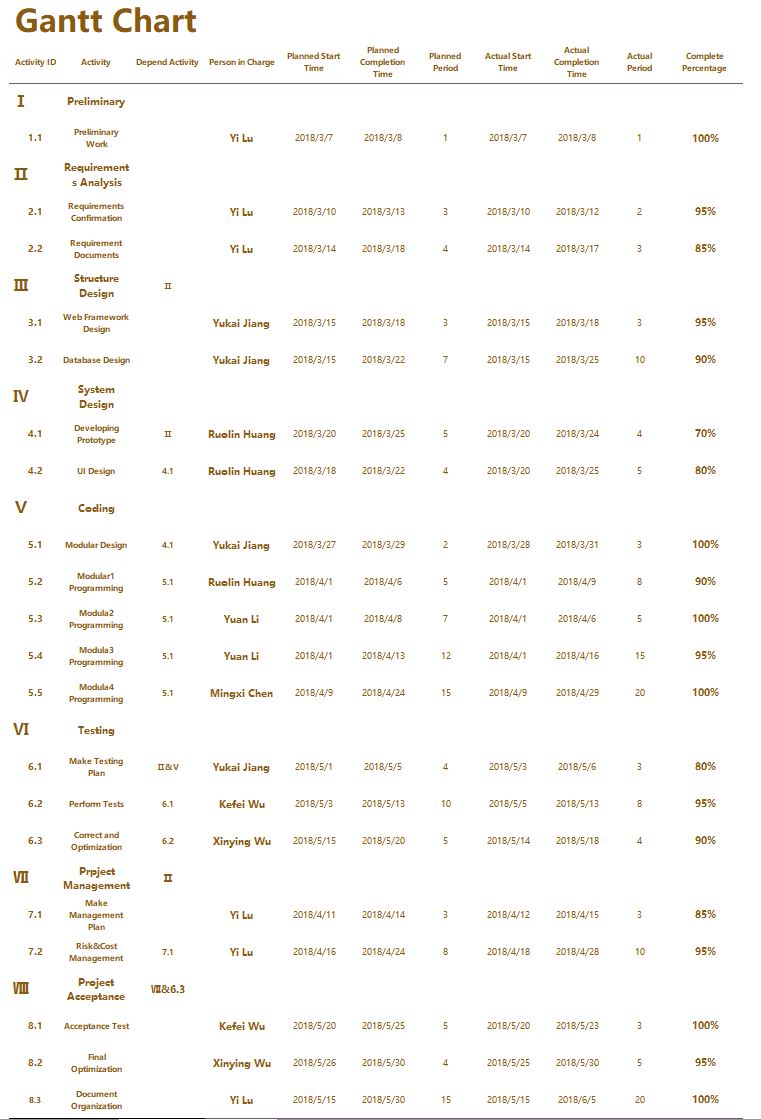 Gantt Chart
Activity ID Activity Depend Activity Person in Charge Planned Start Time Planned Completion Time Planned Period Actual Start Time Actual Completion Time Actual Period Complete Percentage
I Preliminary
1.1 Preliminary Work Yi Lu 2018/3/7 2018/3/8 1 2018/3/7 2018/3/8 1 100%
II Requirements Analysis
2.1 Requirements Confirmation Yi Lu 2018/3/10 2018/3/13 3 2018/3/10 2018/3/12 2 95%
2.2 Requirement Documents Yi Lu 2018/3/14 2018/3/18 4 2018/3/14 2018/3/17 3 85%
III Structure Design II
3.1 Web Framework Design Yukai Jiang 2018/3/15 2018/3/18 3 2018/3/15 2018/3/18 3 95%
3.2 Database Design Yukai Jiang 2018/3/15 2018/3/22 7 2018/3/15 2018/3/25 10 90%
IV System Design
4.1 Developing Prototype II Ruolin Huang 2018/3/20 2018/3/25 5 2018/3/20 2018/3/24 4 70%
4.2 UI Design 4.1 Ruolin Huang 2018/3/18 2018/3/22 4 2018/3/20 2018/3/25 5 80%
V Coding
5.1 Modular Design 4.1 Yukai Jiang 2018/3/27 2018/3/29 2 2018/3/28 2018/3/31 3 100%
5.2 Modular1 Programming 5.1 Ruolin Huang 2018/4/1 2018/4/6 5 2018/4/1 2018/4/9 8 90%
5.3 Modula2 Programming 5.1 Yuan Li 2018/4/1 2018/4/8 7 2018/4/1 2018/4/6 5 100%
5.4 Modula3 Programming 5.1 Yuan Li 2018/4/1 2018/4/13 12 2018/4/1 2018/4/16 15 95%
5.5 Modula4 Programming 5.1 Mingxi Chen 2018/4/9 2018/4/24 15 2018/4/9 2018/4/29 20 100%
VI Testing
6.1 Make Testing Plan II&V Yukai Jiang 2018/5/1 2018/5/5 4 2018/5/3 2018/5/6 3 80%
6.2 Perform Tests 6.1 Kefei Wu 2018/5/3 2018/5/13 10 2018/5/5 2018/5/13 8 95%
6.3 Correct and Optimization 6.2 Xinying Wu 2018/5/15 2018/5/20 5 2018/5/14 2018/5/18 4 90%
VII Prpject Management II
7.1 Make Management Plan Yi Lu 2018/4/11 2018/4/14 3 2018/4/12 2018/4/15 3 85%
7.2 Risk&Cost Management 7.1 Yi Lu 2018/4/16 2018/4/24 8 2018/4/18 2018/4/28 10 95%
VIII Project Acceptance VII&6.3
8.1 Acceptance Test Kefei Wu 2018/5/20 2018/5/25 5 2018/5/20 2018/5/23 3 100%
8.2 Final Optimization Xinying Wu 2018/5/26 2018/5/30 4 2018/5/25 2018/5/30 5 95%
8.3 Document Organization Yi Lu 2018/5/15 2018/5/30 15 2018/5/15 2018/6/5 20 100%